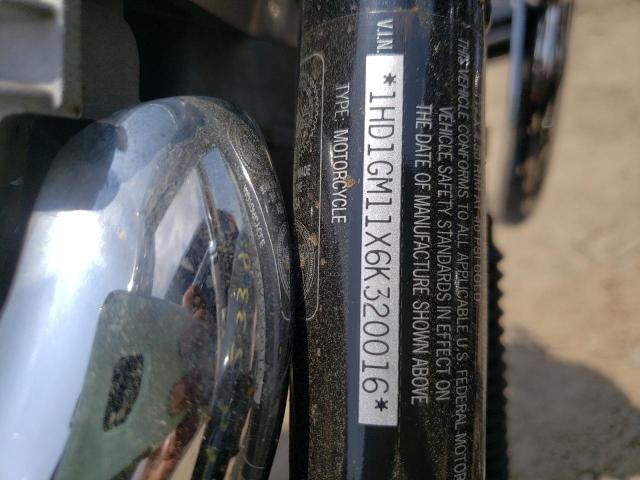 V.I.N.
*1HD1GM11X6K320016*
TYPE: MOTORCYCLE
THIS VEHICLE CONFORMS TO ALL APPLICABLE U.S. FEDERAL MOTOR
VEHICLE SAFETY STANDARDS IN EFFECT ON
THE DATE OF MANUFACTURE SHOWN ABOVE